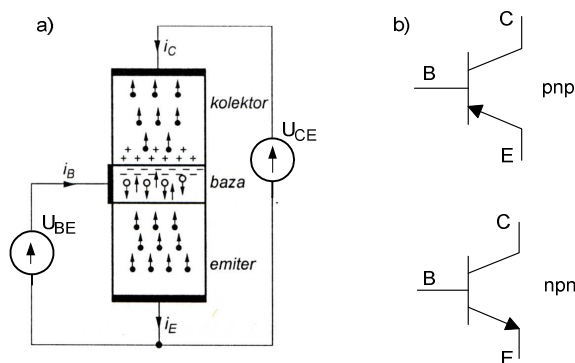 a)
i_C
kolektor
U_CE
+ + + + +
+ + + + + +
i_B
baza
U_BE
emiter
i_E
b)
C
B
pnp
E
C
B
npn
E